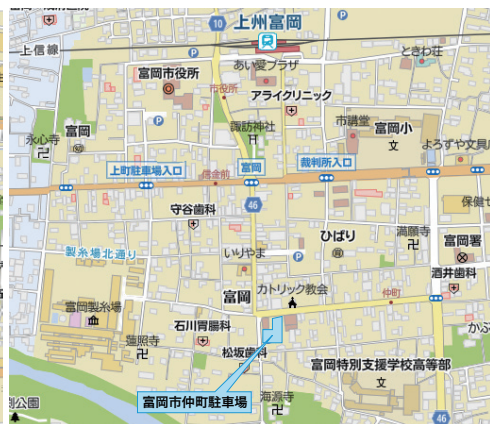 10
上州富岡
上信線
あい愛プラザ
ときわ荘
富岡市役所
市役所
アライクリニック
諏訪神社
市講堂
富岡小
永心寺
富岡
よろずや文具
上町駐車場入口
信金前
富岡
裁判所入口
46
守谷歯科
保健セ
ひばり
満願寺
富岡署
製糸場北通り
いりやま
酒井歯科
富岡
カトリック教会
仲町
富岡製糸場
石川胃腸科
蓮照寺
松坂歯科
かぶ
富岡特別支援学校高等部
富岡市仲町駐車場
海源寺
公園
46